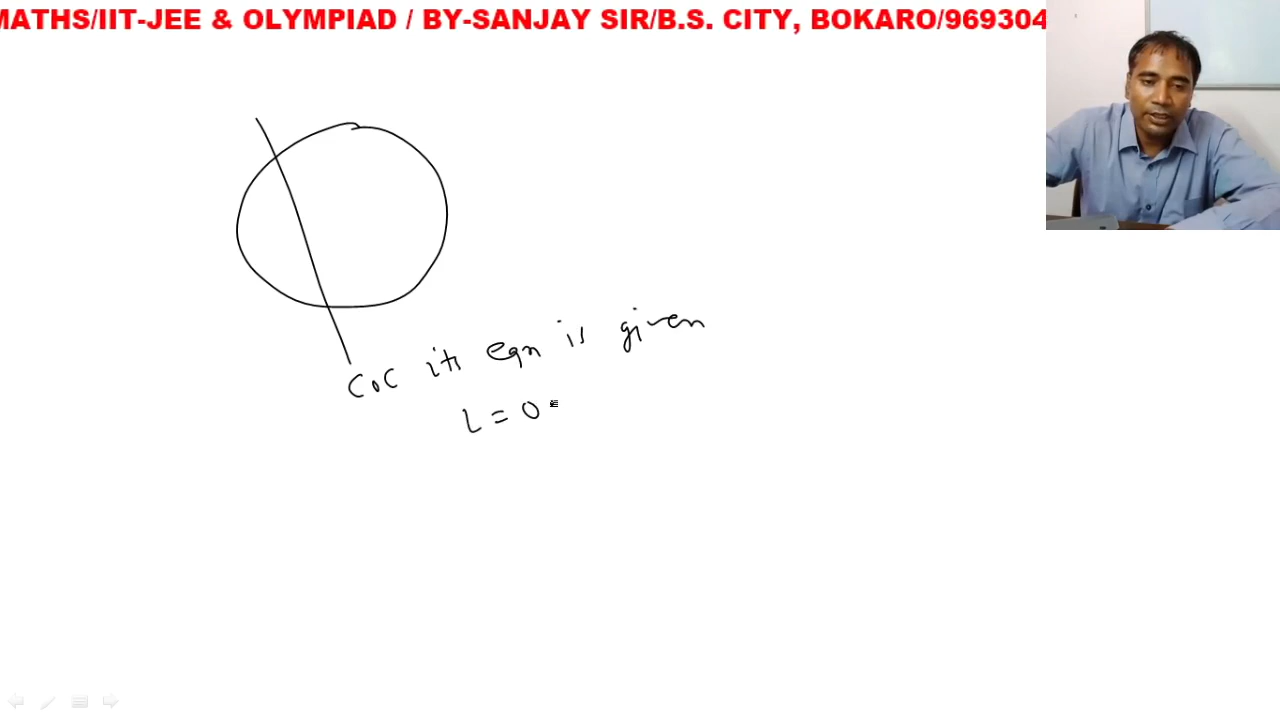 MATHS/IIT-JEE & OLYMPIAD / BY-SANJAY SIR/B.S. CITY, BOKARO/969304
COC its eqn is given
L = 0